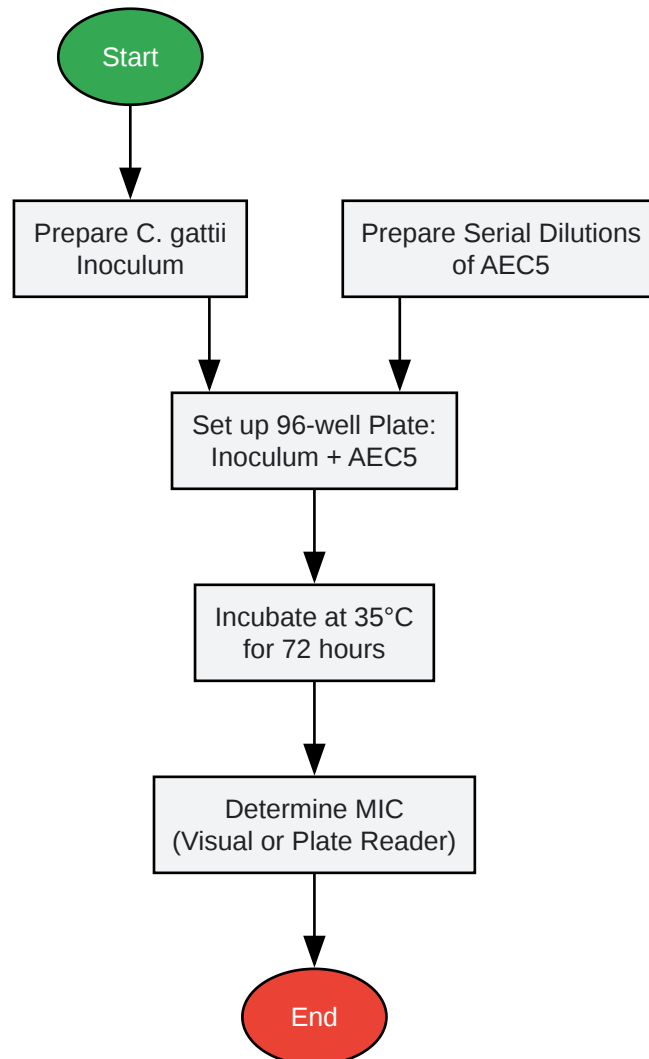 Start
Prepare C. gattii
Inoculum
Prepare Serial Dilutions
of AEC5
Set up 96-well Plate:
Inoculum + AEC5
Incubate at 35°C
for 72 hours
Determine MIC
(Visual or Plate Reader)
End